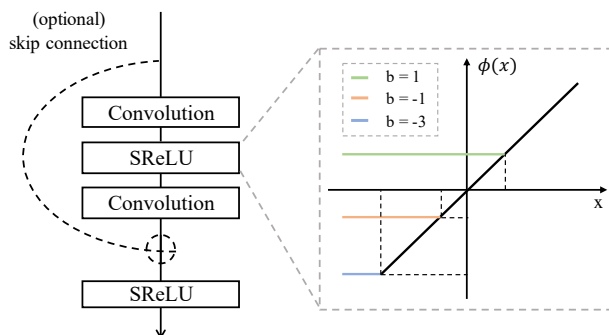 (optional)
skip connection
Convolution
SReLU
Convolution
SReLU
b = 1
b = -1
b = -3
ϕ(x)
x